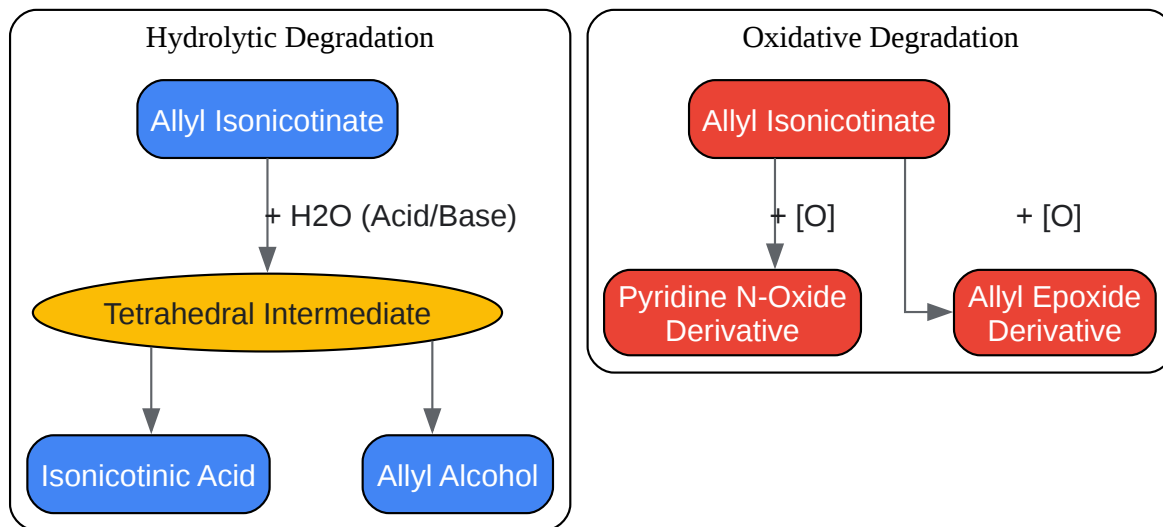 Hydrolytic Degradation
Allyl Isonicotinate
+ H2O (Acid/Base)
Tetrahedral Intermediate
Isonicotinic Acid
Allyl Alcohol
Oxidative Degradation
Allyl Isonicotinate
+ [O]
+ [O]
Pyridine N-Oxide
Derivative
Allyl Epoxide
Derivative